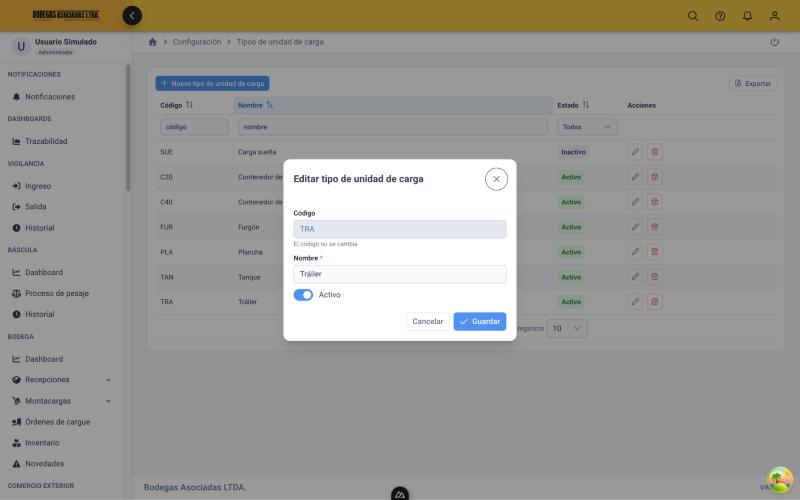 BODEGAS ASOCIADAS LTDA.
U
Usuario Simulado
Administrador
Configuración
Tipos de unidad de carga
NOTIFICACIONES
Notificaciones
DASHBOARDS
Trazabilidad
VIGILANCIA
Ingreso
Salida
Historial
BÁSCULA
Dashboard
Proceso de pesaje
Historial
BODEGA
Dashboard
Recepciones
Montacargas
Órdenes de cargue
Inventario
Novedades
COMERCIO EXTERIOR
Nuevo tipo de unidad de carga
Exportar
Código Nombre Estado Acciones
código nombre Todos
SUE Carga suelta Inactivo
C20 Contenedor de Activo
C40 Contenedor de Activo
FUR Furgón Activo
PLA Plancha Activo
TAN Tanque Activo
TRA Tráiler Activo
registros 10
Editar tipo de unidad de carga
Código
TRA
El código no se cambia.
Nombre *
Tráiler
Activo
Cancelar Guardar
Bodegas Asociadas LTDA.